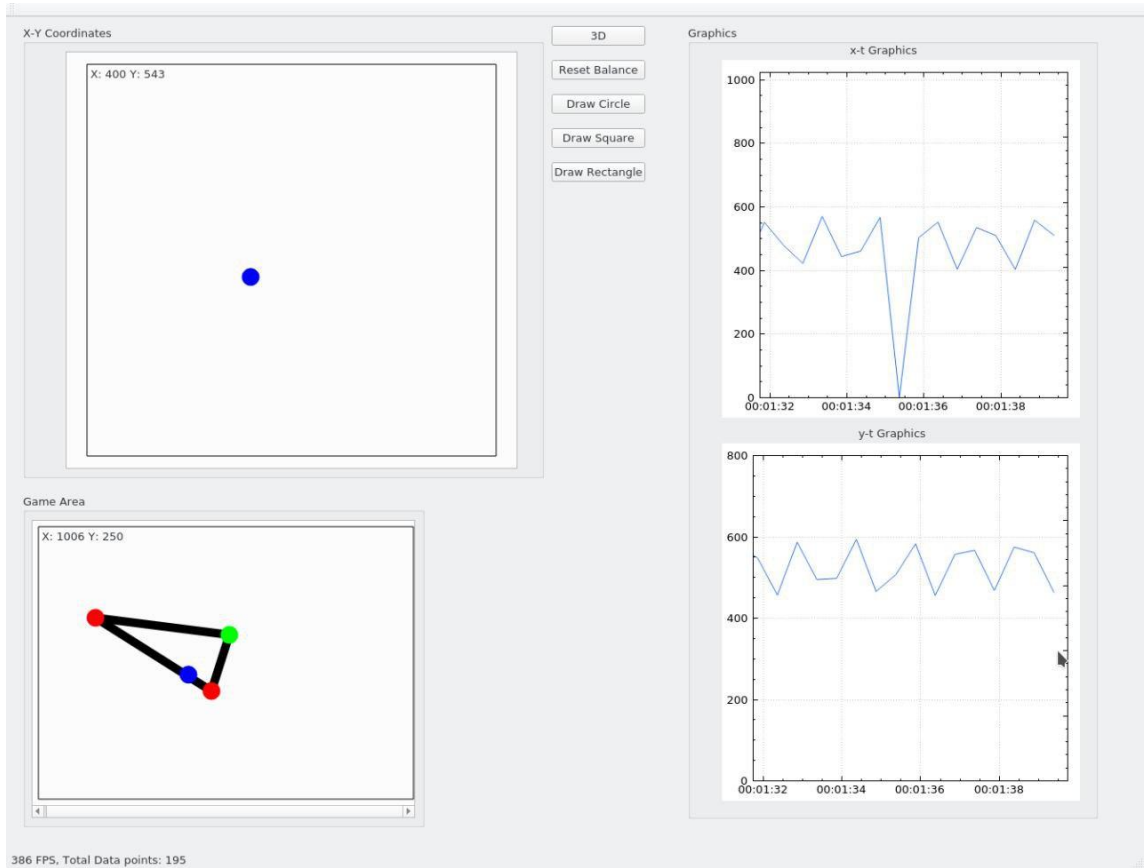 X-Y Coordinates
X: 400 Y: 543
3D
Reset Balance
Draw Circle
Draw Square
Draw Rectangle
Game Area
X: 1006 Y: 250
Graphics
x-t Graphics
1000
800
600
400
200
0
00:01:32 00:01:34 00:01:36 00:01:38
y-t Graphics
800
600
400
200
0
00:01:32 00:01:34 00:01:36 00:01:38
386 FPS, Total Data points: 195